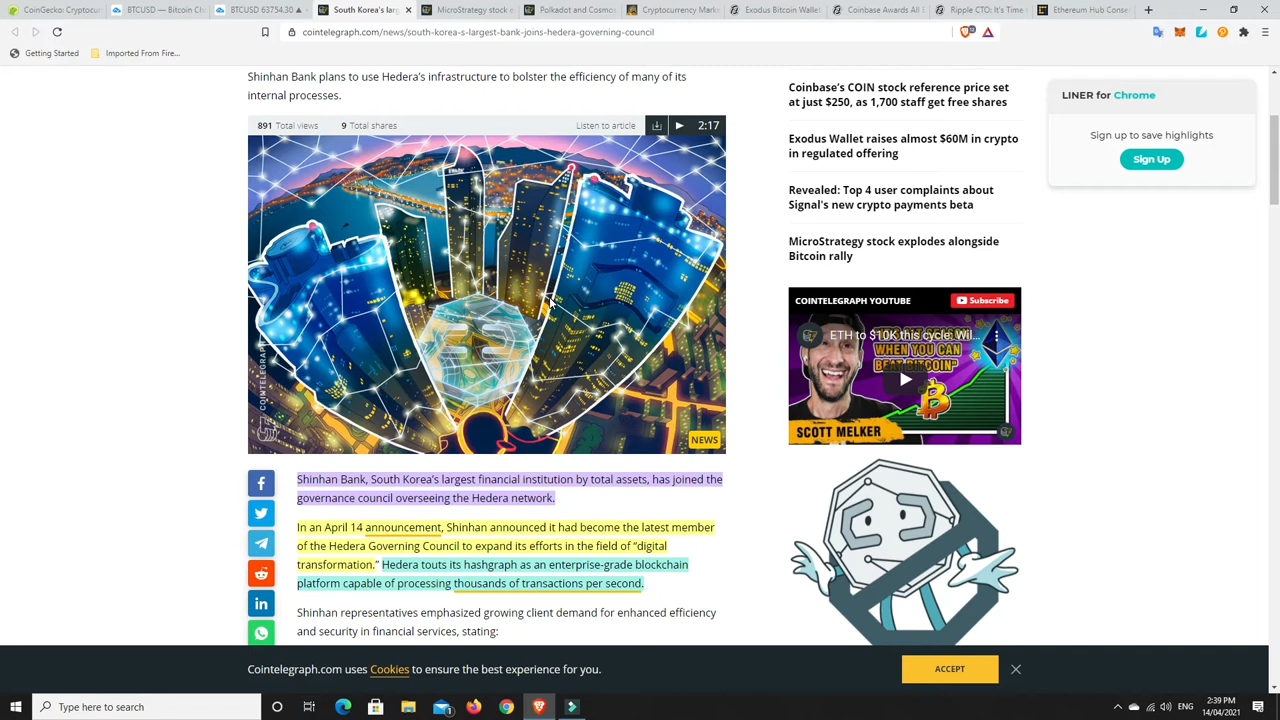 CoinGecko Cryptocur
BTCUSD — Bitcoin Ch
BTCUSD 63754.30 ▲
South Korea's larg
MicroStrategy stock e
Polkadot and Cosmos
Cryptocurrency Marke
Exodus Bitcoin Wallet
Coinbase Awards All E
Ripple CTO: It's Time
Ethereum Hub Conse
cointelegraph.com/news/south-korea-s-largest-bank-joins-hedera-governing-council
Getting Started
Imported From Fire...
Shinhan Bank plans to use Hedera's infrastructure to bolster the efficiency of many of its
internal processes.
891 Total views
9 Total shares
Listen to article
2:17
COINTELEGRAPH
NEWS
Shinhan Bank, South Korea's largest financial institution by total assets, has joined the
governance council overseeing the Hedera network.
In an April 14 announcement, Shinhan announced it had become the latest member
of the Hedera Governing Council to expand its efforts in the field of "digital
transformation." Hedera touts its hashgraph as an enterprise-grade blockchain
platform capable of processing thousands of transactions per second.
Shinhan representatives emphasized growing client demand for enhanced efficiency
and security in financial services, stating:
Coinbase's COIN stock reference price set
at just $250, as 1,700 staff get free shares
Exodus Wallet raises almost $60M in crypto
in regulated offering
Revealed: Top 4 user complaints about
Signal's new crypto payments beta
MicroStrategy stock explodes alongside
Bitcoin rally
COINTELEGRAPH YOUTUBE
Subscribe
ETH to $10K this cycle. Wil...
WHEN YOU CAN
BEAT BITCOIN"
SCOTT MELKER
LINER for Chrome
Sign up to save highlights
Sign Up
Cointelegraph.com uses Cookies to ensure the best experience for you.
ACCEPT
Type here to search
ENG
2:39 PM
14/04/2021